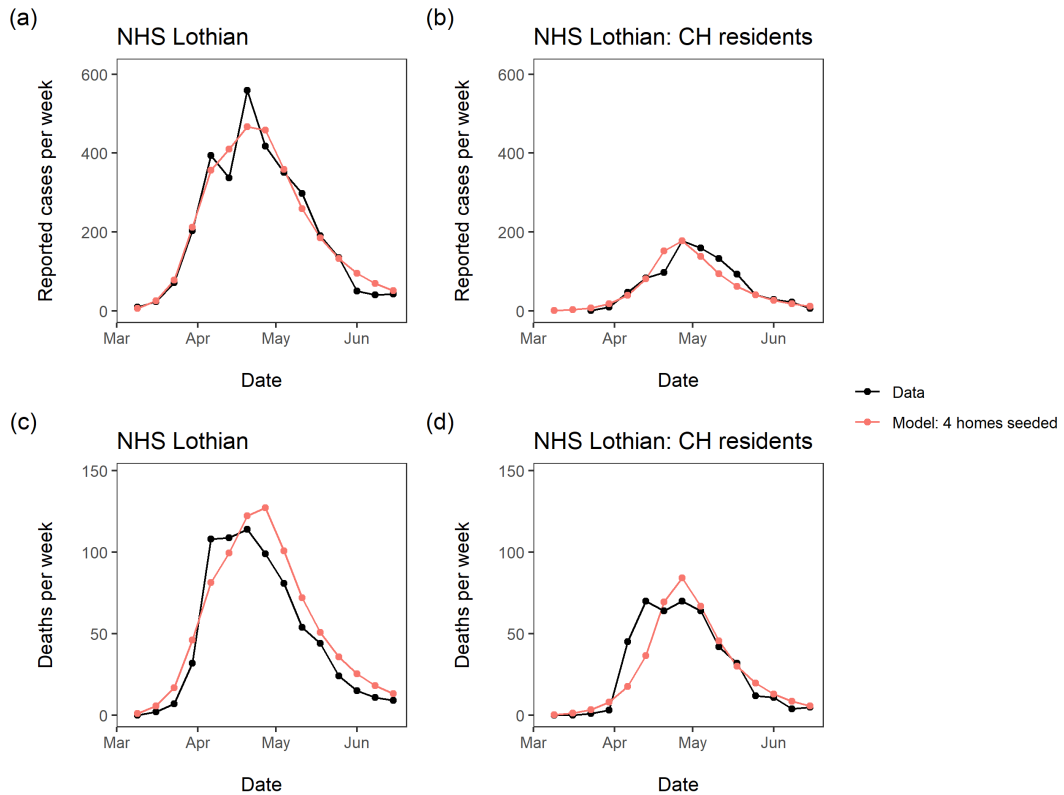 (a)
NHS Lothian
Reported cases per week
600
400
200
0
Mar
Apr
May
Jun
Date
(b)
NHS Lothian: CH residents
Reported cases per week
600
400
200
0
Mar
Apr
May
Jun
Date
Data
Model: 4 homes seeded
(c)
NHS Lothian
Deaths per week
150
100
50
0
Mar
Apr
May
Jun
Date
(d)
NHS Lothian: CH residents
Deaths per week
150
100
50
0
Mar
Apr
May
Jun
Date